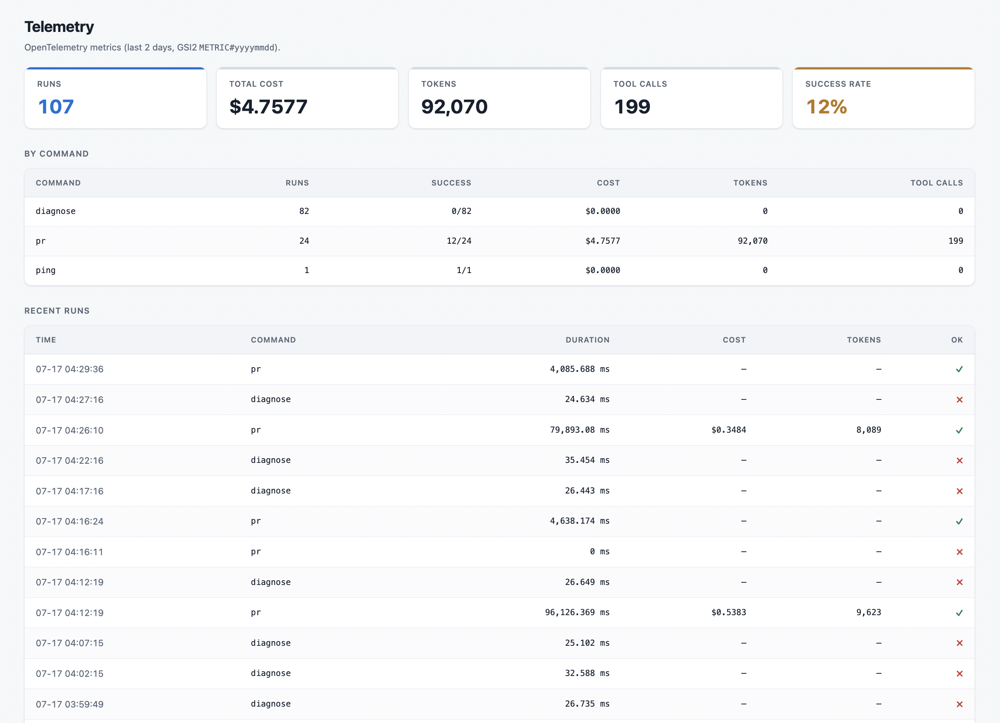 Telemetry
OpenTelemetry metrics (last 2 days, GSI2 METRIC#yyyymmdd).
RUNS TOTAL COST TOKENS TOOL CALLS SUCCESS RATE
107 $4.7577 92,070 199 12%
BY COMMAND
COMMAND RUNS SUCCESS COST TOKENS TOOL CALLS
diagnose 82 0/82 $0.0000 0 0
pr 24 12/24 $4.7577 92,070 199
ping 1 1/1 $0.0000 0 0
RECENT RUNS
TIME COMMAND DURATION COST TOKENS OK
07-17 04:29:36 pr 4,085.688 ms — — ✓
07-17 04:27:16 diagnose 24.634 ms — — ✕
07-17 04:26:10 pr 79,893.08 ms $0.3484 8,089 ✓
07-17 04:22:16 diagnose 35.454 ms — — ✕
07-17 04:17:16 diagnose 26.443 ms — — ✕
07-17 04:16:24 pr 4,638.174 ms — — ✓
07-17 04:16:11 pr 0 ms — — ✕
07-17 04:12:19 diagnose 26.649 ms — — ✕
07-17 04:12:19 pr 96,126.369 ms $0.5383 9,623 ✓
07-17 04:07:15 diagnose 25.102 ms — — ✕
07-17 04:02:15 diagnose 32.588 ms — — ✕
07-17 03:59:49 diagnose 26.735 ms — — ✕